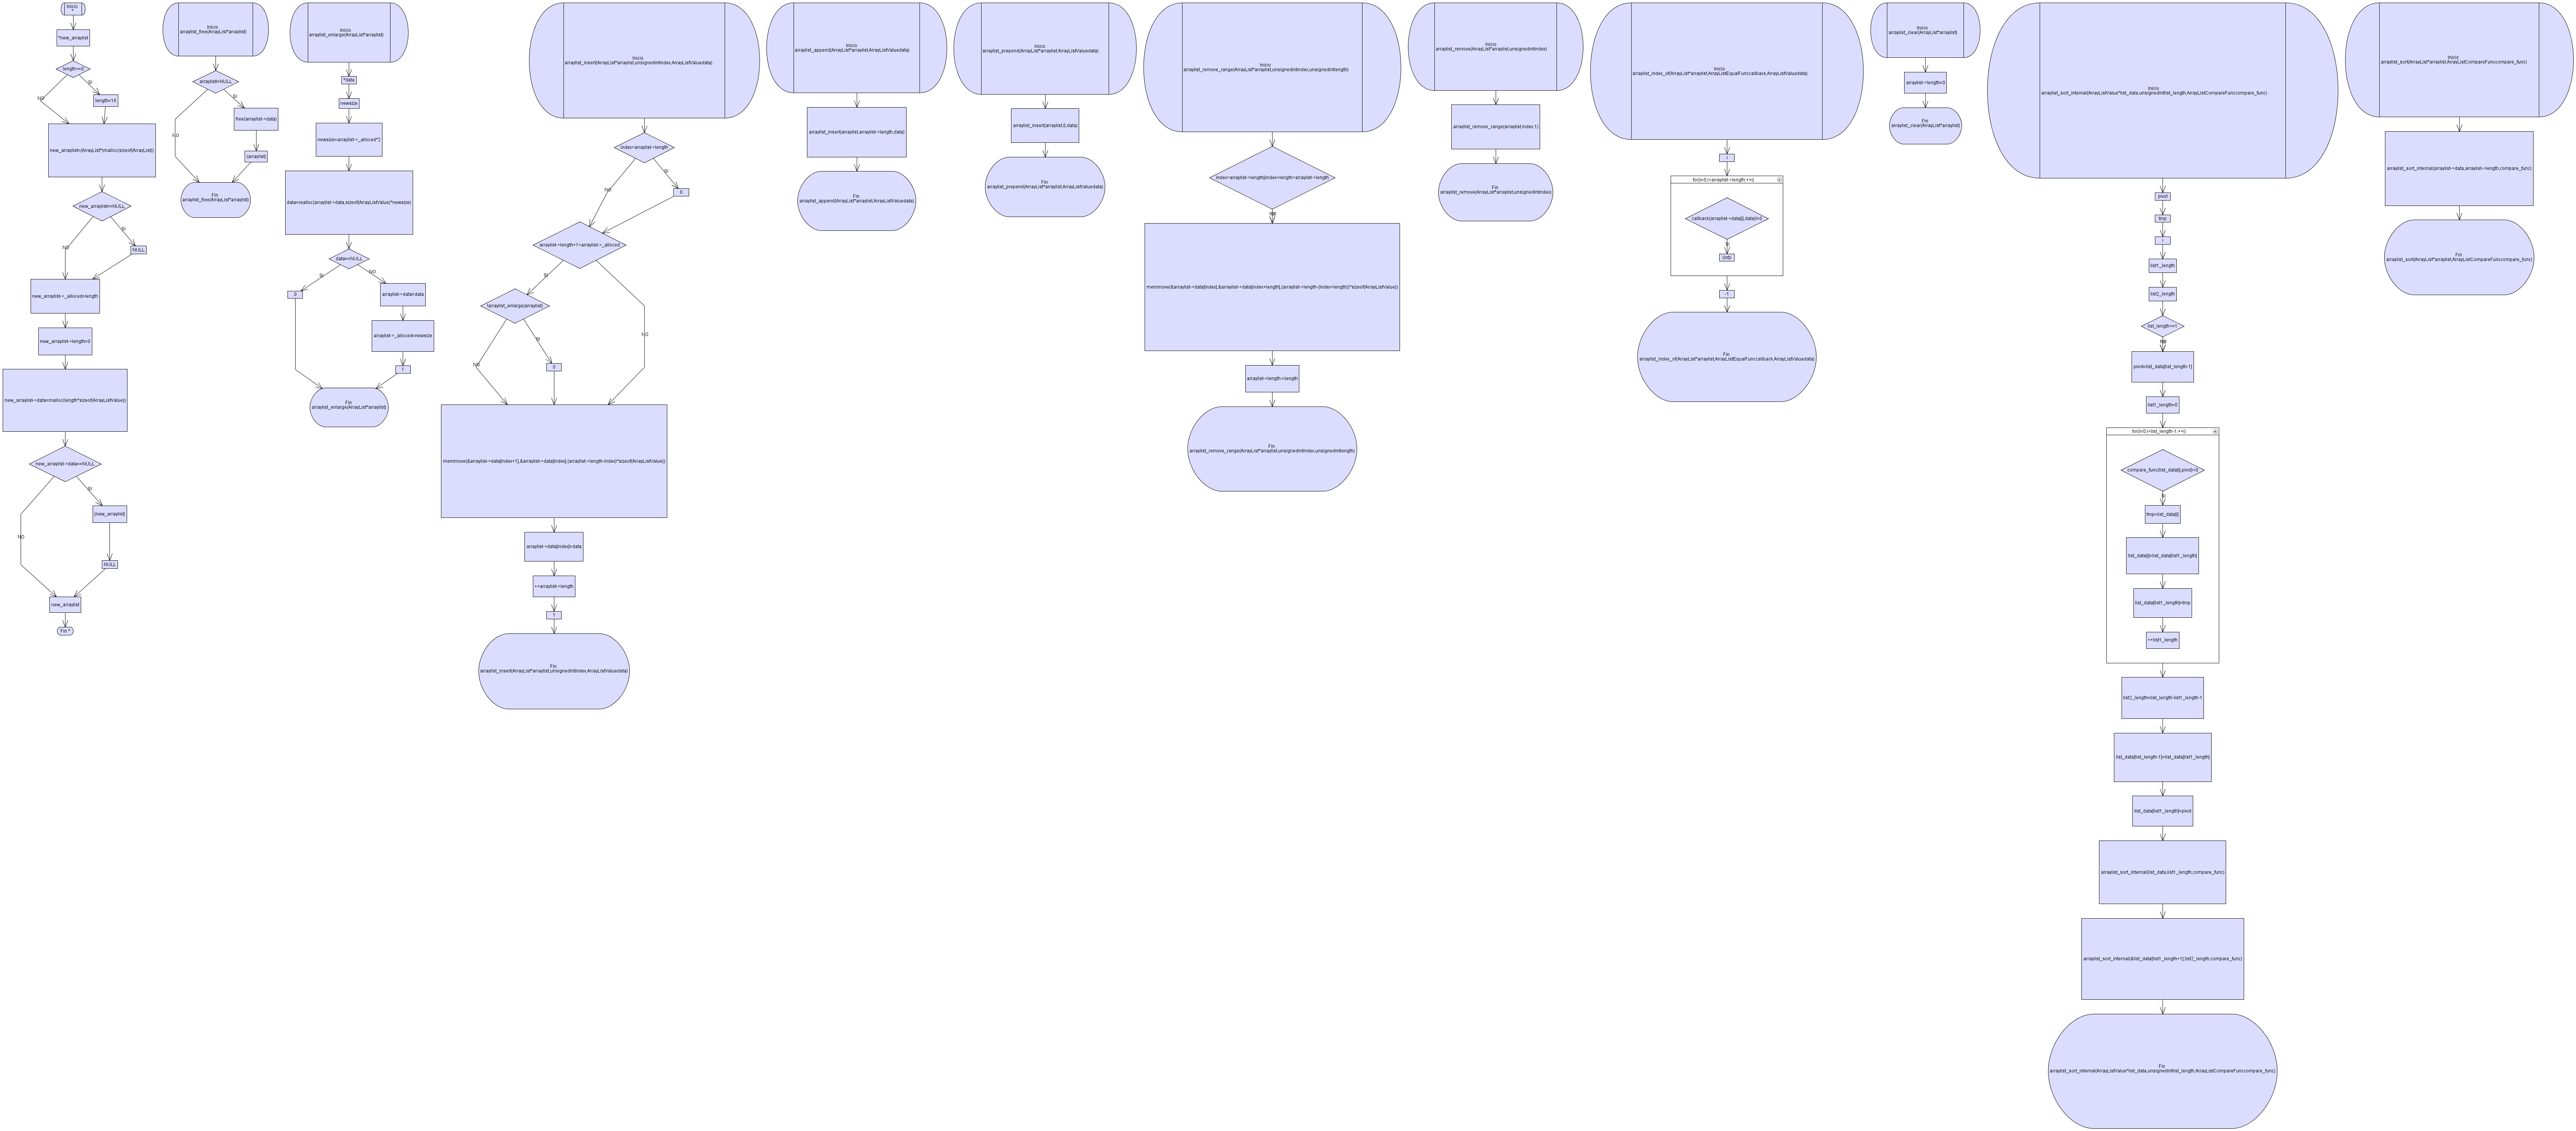 Inicio
*
*new_arraylist
length<=0
SI
NO
length=16
new_arraylist=(ArrayList*)malloc(sizeof(ArrayList))
new_arraylist==NULL
SI
NO
NULL
new_arraylist->_alloced=length
new_arraylist->length=0
new_arraylist->data=malloc(length*sizeof(ArrayListValue))
new_arraylist->data==NULL
SI
(new_arraylist)
NO
NULL
new_arraylist
Fin *
Inicio
arraylist_free(ArrayList*arraylist)
arraylist!=NULL
SI
free(arraylist->data)
NO
(arraylist)
Fin
arraylist_free(ArrayList*arraylist)
Inicio
arraylist_enlarge(ArrayList*arraylist)
*data
newsize
newsize=arraylist->_alloced*2
data=realloc(arraylist->data,sizeof(ArrayListValue)*newsize)
data==NULL
SI
NO
0
arraylist->data=data
arraylist->_alloced=newsize
1
Fin
arraylist_enlarge(ArrayList*arraylist)
Inicio
arraylist_insert(ArrayList*arraylist,unsignedintindex,ArrayListValuedata)
index>arraylist->length
SI
NO
0
arraylist->length+1>arraylist->_alloced
SI
!arraylist_enlarge(arraylist)
NO
SI
NO
0
memmove(&arraylist->data[index+1],&arraylist->data[index],(arraylist->length-index)*sizeof(ArrayListValue))
arraylist->data[index]=data
++arraylist->length
1
Fin
arraylist_insert(ArrayList*arraylist,unsignedintindex,ArrayListValuedata)
Inicio
arraylist_append(ArrayList*arraylist,ArrayListValuedata)
arraylist_insert(arraylist,arraylist->length,data)
Fin
arraylist_append(ArrayList*arraylist,ArrayListValuedata)
Inicio
arraylist_prepend(ArrayList*arraylist,ArrayListValuedata)
arraylist_insert(arraylist,0,data)
Fin
arraylist_prepend(ArrayList*arraylist,ArrayListValuedata)
Inicio
arraylist_remove_range(ArrayList*arraylist,unsignedintindex,unsignedintlength)
index>arraylist->length||index+length>arraylist->length
memmove(&arraylist->data[index],&arraylist->data[index+length],(arraylist->length-(index+length))*sizeof(ArrayListValue))
arraylist->length-=length
Fin
arraylist_remove_range(ArrayList*arraylist,unsignedintindex,unsignedintlength)
Inicio
arraylist_remove(ArrayList*arraylist,unsignedintindex)
arraylist_remove_range(arraylist,index,1)
Fin
arraylist_remove(ArrayList*arraylist,unsignedintindex)
Inicio
arraylist_index_of(ArrayList*arraylist,ArrayListEqualFunccallback,ArrayListValuedata)
i
for(i=0;i<arraylist->length;++i)
callback(arraylist->data[i],data)!=0
SI
(int)i
-1
Fin
arraylist_index_of(ArrayList*arraylist,ArrayListEqualFunccallback,ArrayListValuedata)
Inicio
arraylist_clear(ArrayList*arraylist)
arraylist->length=0
Fin
arraylist_clear(ArrayList*arraylist)
Inicio
arraylist_sort_internal(ArrayListValue*list_data,unsignedintlist_length,ArrayListCompareFunccompare_func)
pivot
tmp
i
list1_length
list2_length
list_length<=1
pivot=list_data[list_length-1]
list1_length=0
for(i=0;i<list_length-1;++i)
compare_func(list_data[i],pivot)<0
SI
tmp=list_data[i]
list_data[i]=list_data[list1_length]
list_data[list1_length]=tmp
++list1_length
list2_length=list_length-list1_length-1
list_data[list_length-1]=list_data[list1_length]
list_data[list1_length]=pivot
arraylist_sort_internal(list_data,list1_length,compare_func)
arraylist_sort_internal(&list_data[list1_length+1],list2_length,compare_func)
Fin
arraylist_sort_internal(ArrayListValue*list_data,unsignedintlist_length,ArrayListCompareFunccompare_func)
Inicio
arraylist_sort(ArrayList*arraylist,ArrayListCompareFunccompare_func)
arraylist_sort_internal(arraylist->data,arraylist->length,compare_func)
Fin
arraylist_sort(ArrayList*arraylist,ArrayListCompareFunccompare_func)